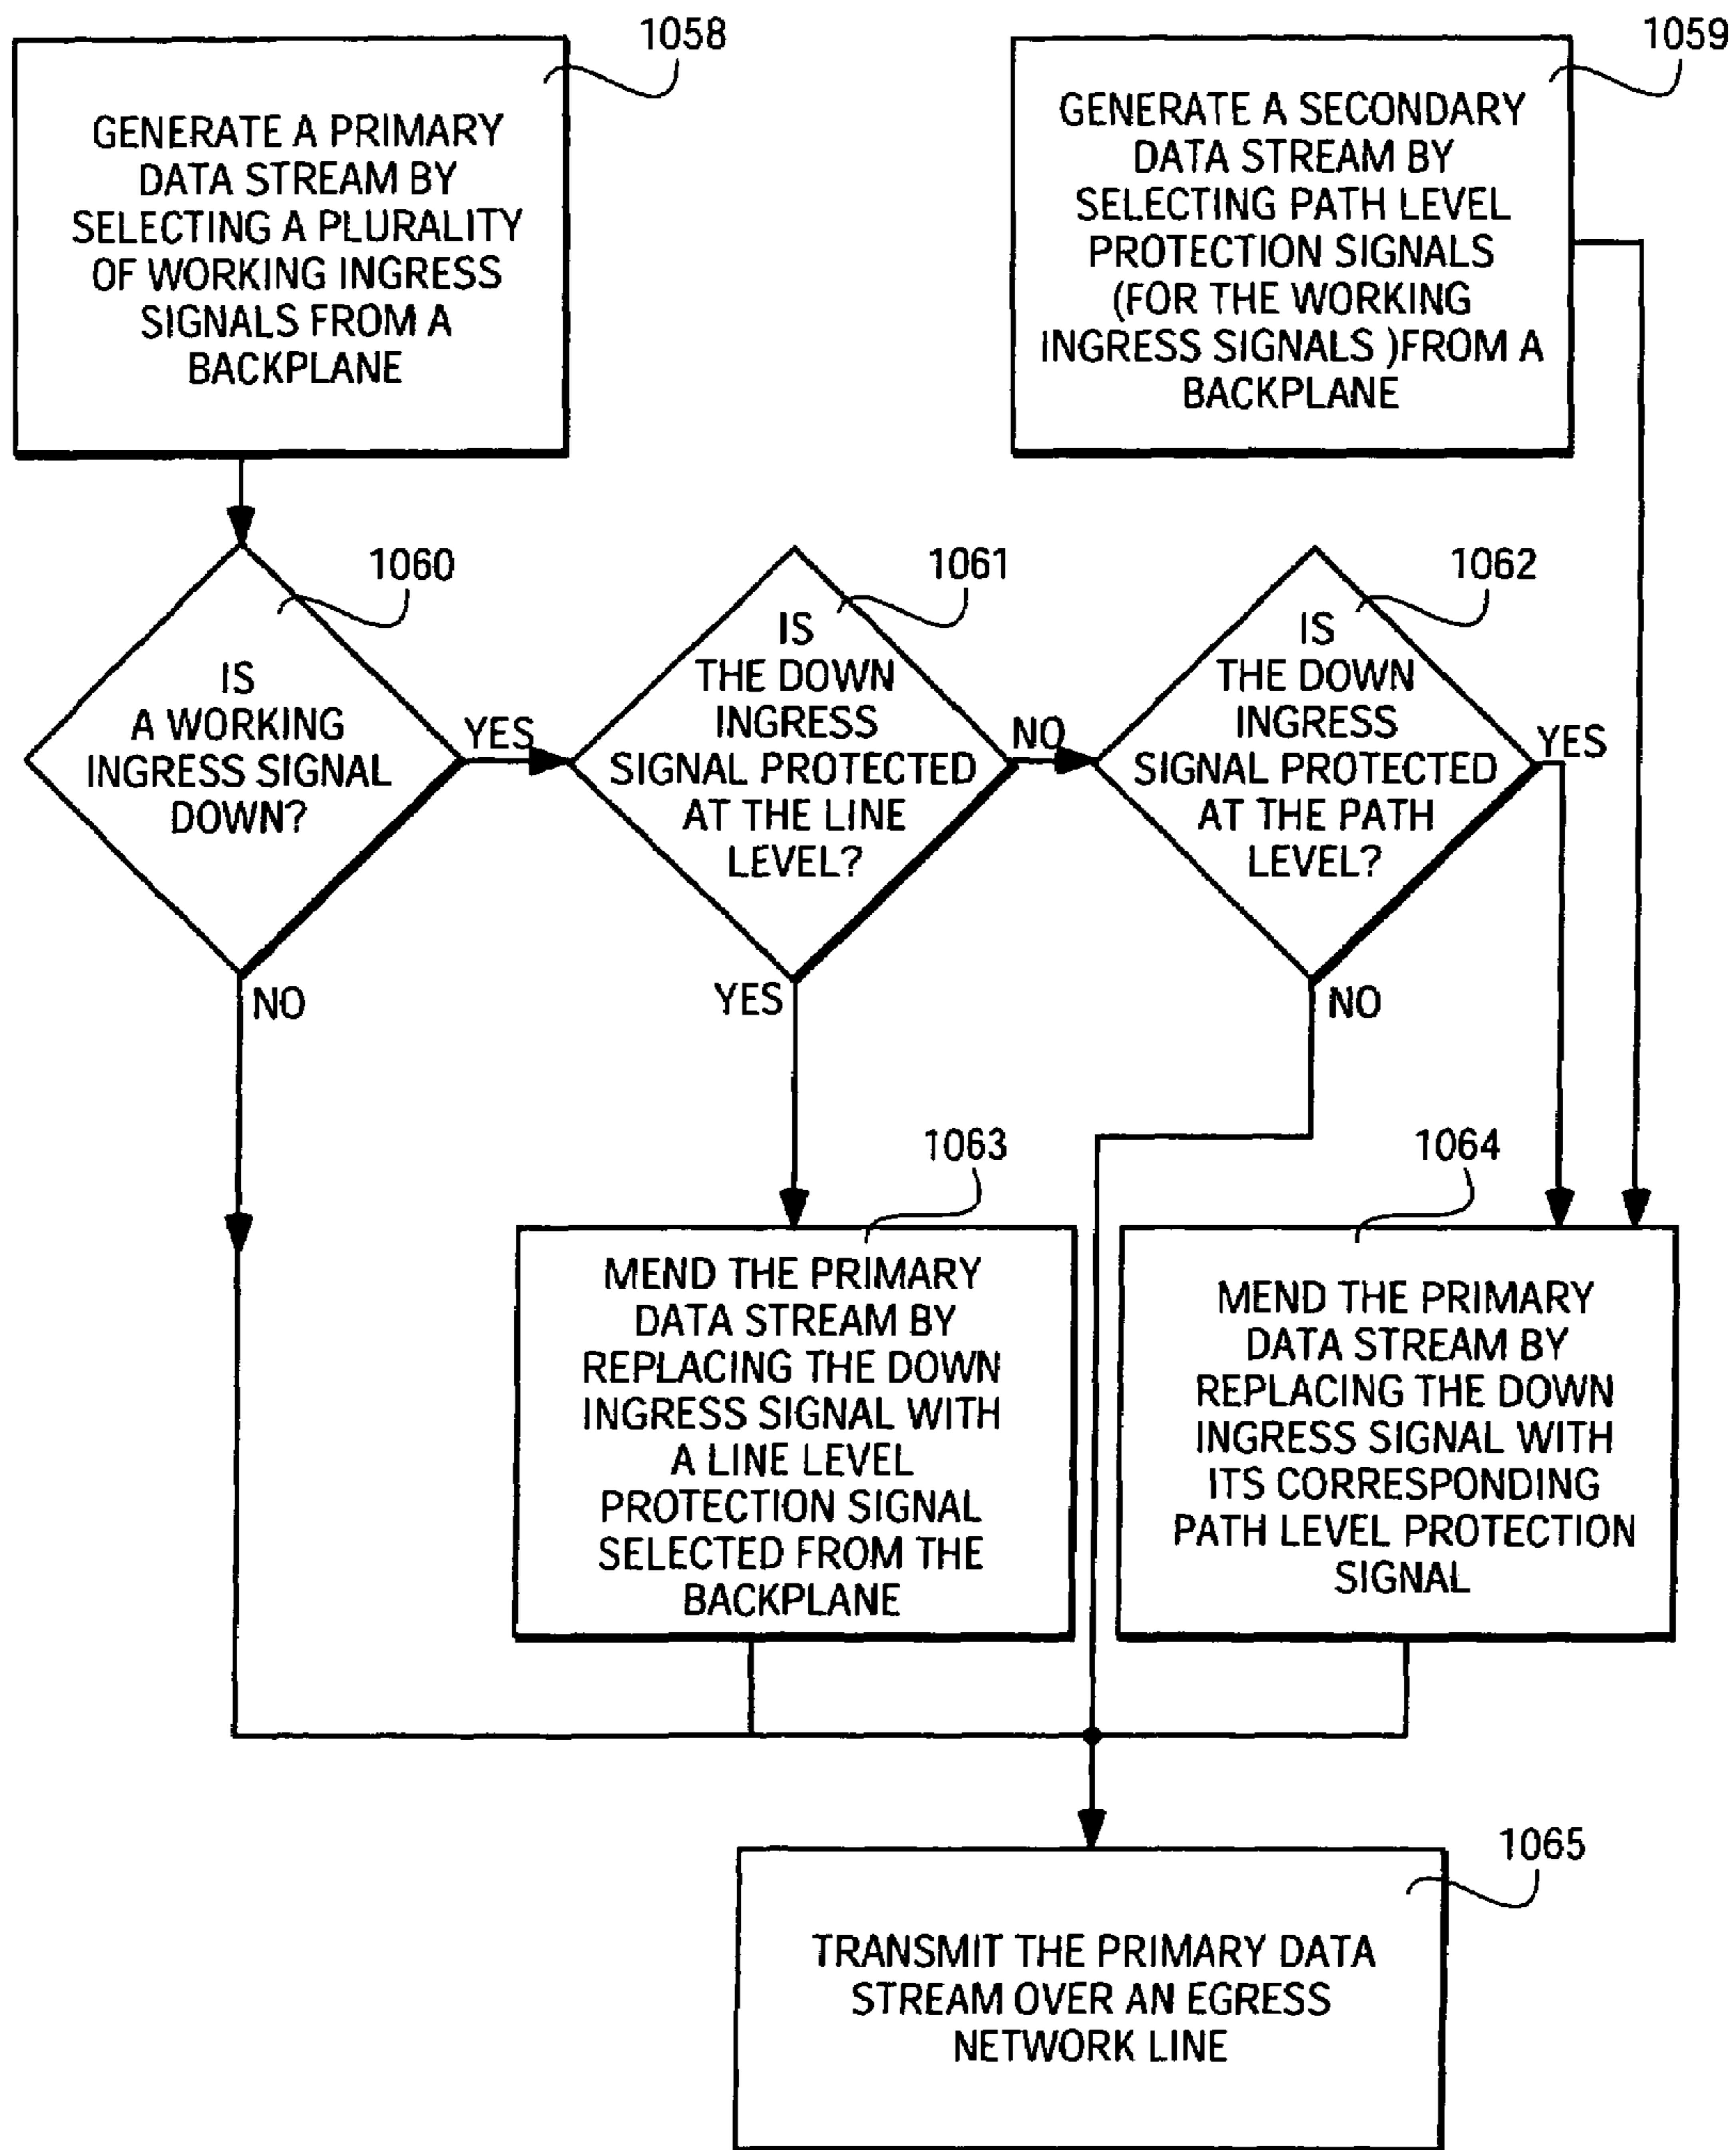 1058
GENERATE A PRIMARY
DATA STREAM BY
SELECTING A PLURALITY
OF WORKING INGRESS
SIGNALS FROM A
BACKPLANE
1059
GENERATE A SECONDARY
DATA STREAM BY
SELECTING PATH LEVEL
PROTECTION SIGNALS
(FOR THE WORKING
INGRESS SIGNALS )FROM A
BACKPLANE
1060
IS
A WORKING
INGRESS SIGNAL
DOWN?
YES
NO
1061
IS
THE DOWN
INGRESS
SIGNAL PROTECTED
AT THE LINE
LEVEL?
NO
YES
1062
IS
THE DOWN
INGRESS
SIGNAL PROTECTED
AT THE PATH
LEVEL?
YES
NO
1063
MEND THE PRIMARY
DATA STREAM BY
REPLACING THE DOWN
INGRESS SIGNAL WITH
A LINE LEVEL
PROTECTION SIGNAL
SELECTED FROM THE
BACKPLANE
1064
MEND THE PRIMARY
DATA STREAM BY
REPLACING THE DOWN
INGRESS SIGNAL WITH
ITS CORRESPONDING
PATH LEVEL PROTECTION
SIGNAL
1065
TRANSMIT THE PRIMARY DATA
STREAM OVER AN EGRESS
NETWORK LINE